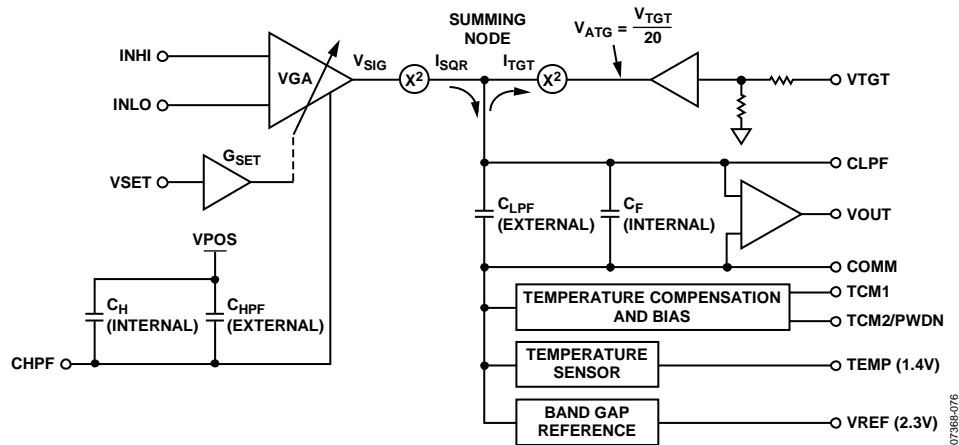 SUMMING
NODE
V_ATG = V_TGT
20
INHI
VGA
V_SIG
X²
I_SQR
I_TGT
X²
VTGT
INLO
G_SET
VSET
CLPF
C_LPF
(EXTERNAL)
C_F
(INTERNAL)
VOUT
VPOS
COMM
C_H
(INTERNAL)
C_HPF
(EXTERNAL)
TEMPERATURE COMPENSATION
AND BIAS
TCM1
TCM2/PWDN
CHPF
TEMPERATURE
SENSOR
TEMP (1.4V)
BAND GAP
REFERENCE
VREF (2.3V)
07368-076